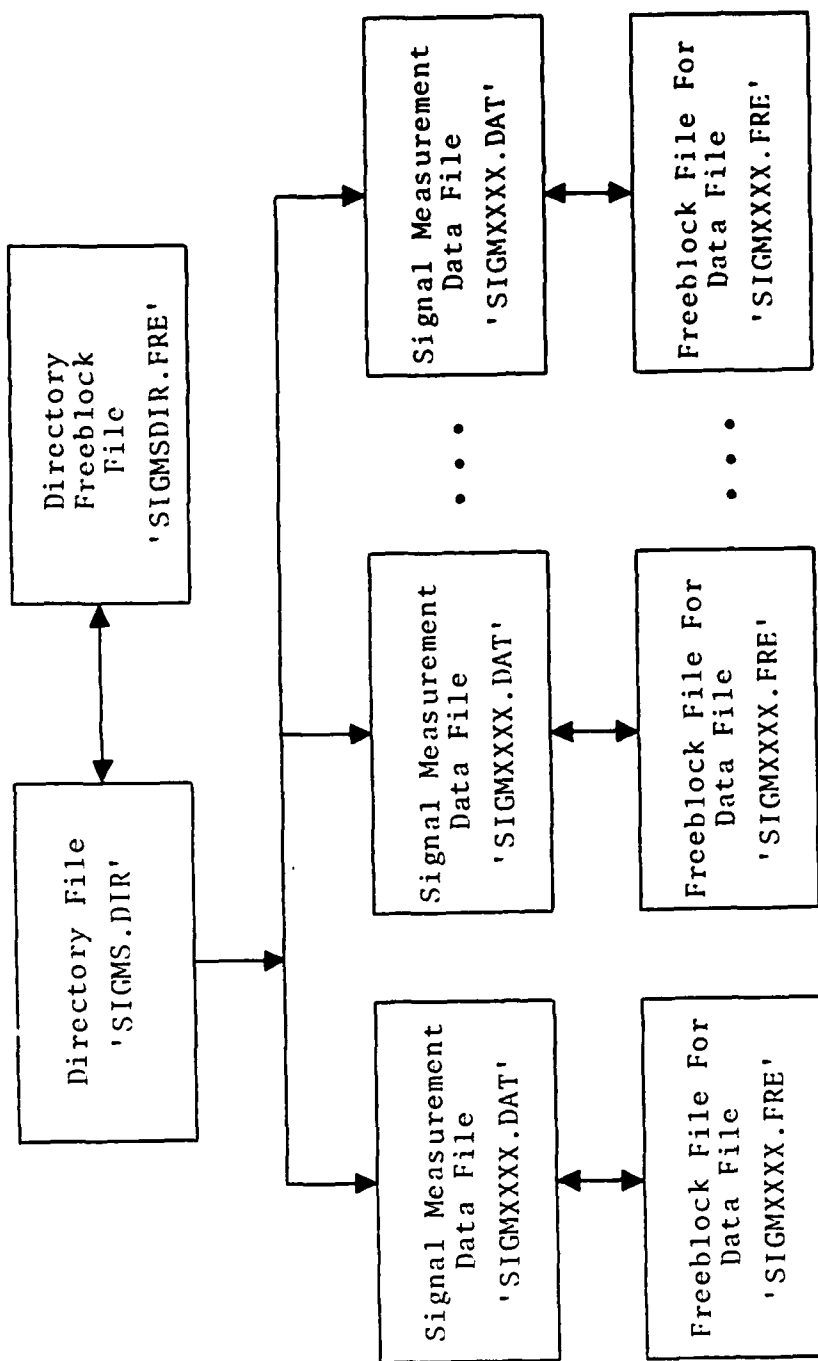 Directory File
'SIGMS.DIR'
Directory
Freeblock
File
'SIGMSDIR.FRE'
Signal Measurement
Data File
'SIGMXXXX.DAT'
Signal Measurement
Data File
'SIGMXXXX.DAT'
• • •
Signal Measurement
Data File
'SIGMXXXX.DAT'
Freeblock File For
Data File
'SIGMXXXX.FRE'
Freeblock File For
Data File
'SIGMXXXX.FRE'
• • •
Freeblock File For
Data File
'SIGMXXXX.FRE'